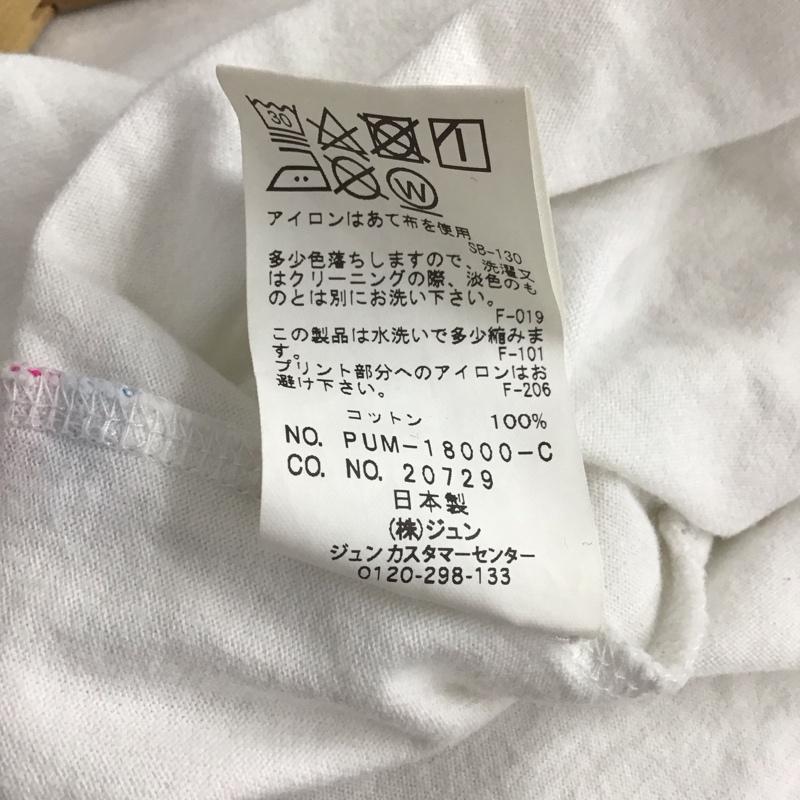 30
W
アイロンはあて布を使用
SB-130
多少色落ちしますので、洗濯又
はクリーニングの際、淡色のも
のとは別にお洗い下さい。
F-019
この製品は水洗いで多少縮みま
す。 F-101
プリント部分へのアイロンはお
避け下さい。 F-206
コットン 100%
NO. PUM-18000-C
CO. NO. 20729
日本製
(株)ジュン
ジュン カスタマーセンター
0120-298-133